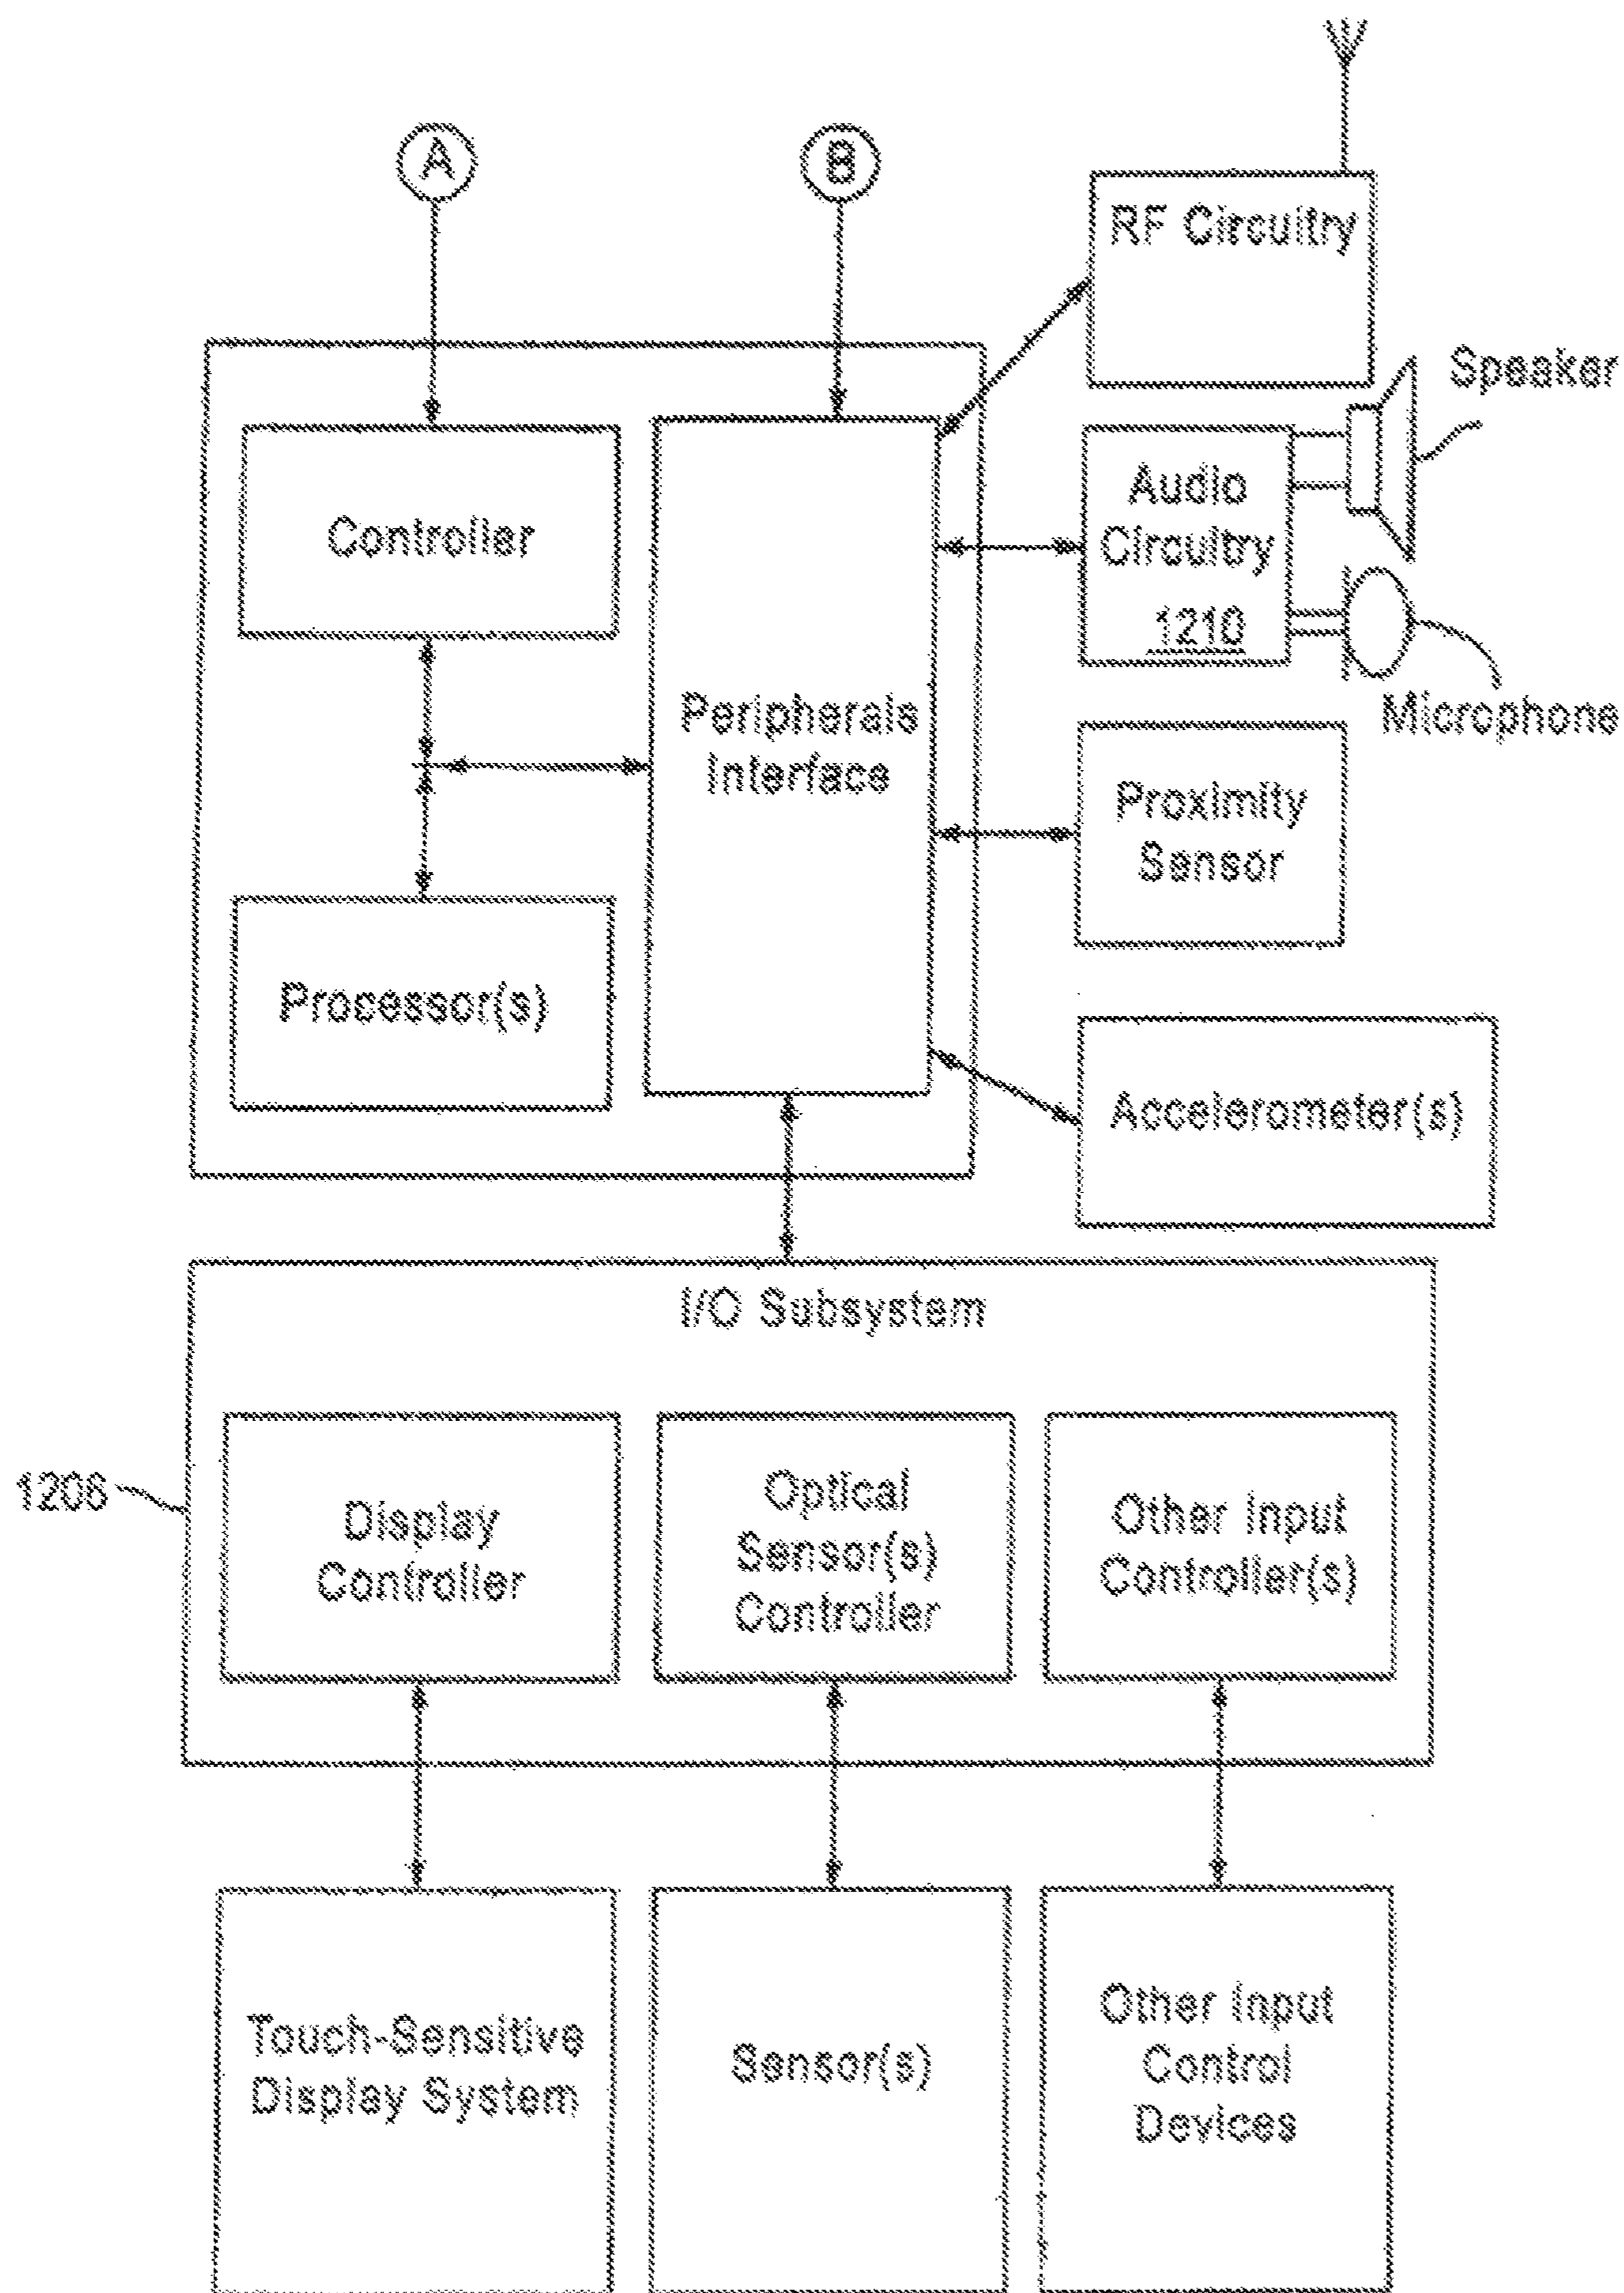 A
B
RF Circuitry
Speaker
Controller
Audio
Circuitry
1210
Microphone
Peripherals
Interface
Proximity
Sensor
Processor(s)
Accelerometer(s)
I/O Subsystem
1206
Display
Controller
Optical
Sensor(s)
Controller
Other Input
Controller(s)
Touch-Sensitive
Display System
Sensor(s)
Other Input
Control
Devices